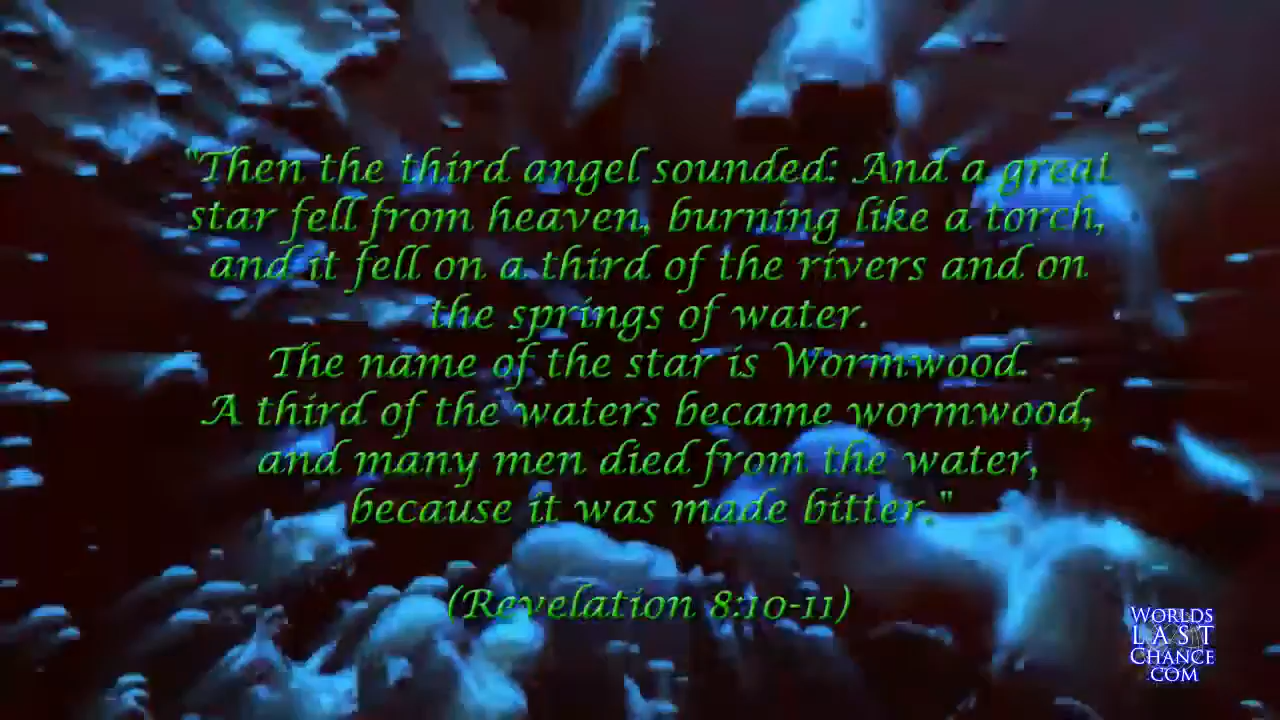 "Then the third angel sounded: And a great
star fell from heaven, burning like a torch,
and it fell on a third of the rivers and on
the springs of water.
The name of the star is Wormwood.
A third of the waters became wormwood,
and many men died from the water,
because it was made bitter."
(Revelation 8:10-11)
WORLDS
LAST
CHANCE
.COM